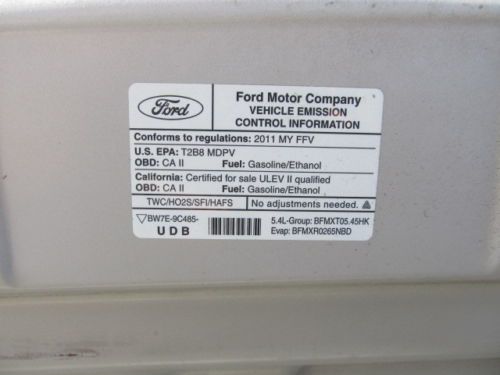 Ford
Ford Motor Company
VEHICLE EMISSION
CONTROL INFORMATION
Conforms to regulations: 2011 MY FFV
U.S. EPA: T2B8 MDPV
OBD: CA II Fuel: Gasoline/Ethanol
California: Certified for sale ULEV II qualified
OBD: CA II Fuel: Gasoline/Ethanol
TWC/HO2S/SFI/HAFS No adjustments needed.
BW7E-9C485- 5.4L-Group: BFMXT05.45HK
UDB Evap: BFMXR0265NBD